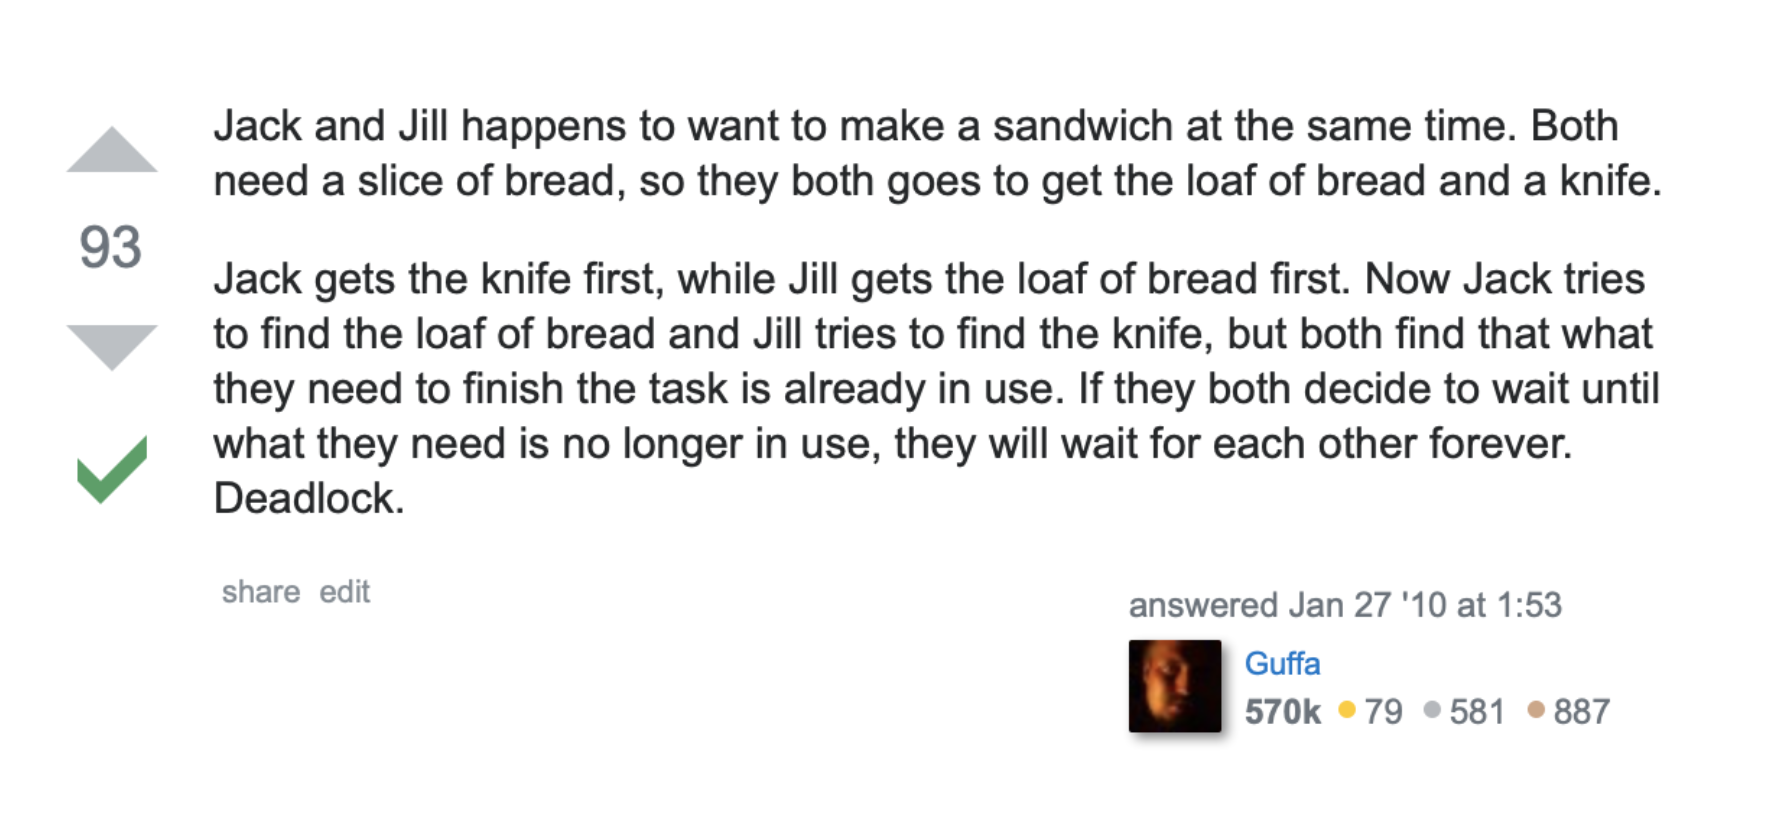 Jack and Jill happens to want to make a sandwich at the same time. Both
need a slice of bread, so they both goes to get the loaf of bread and a knife.
93
Jack gets the knife first, while Jill gets the loaf of bread first. Now Jack tries
to find the loaf of bread and Jill tries to find the knife, but both find that what
they need to finish the task is already in use. If they both decide to wait until
what they need is no longer in use, they will wait for each other forever.
Deadlock.
share edit
answered Jan 27 '10 at 1:53
Guffa
570k 79 581 887